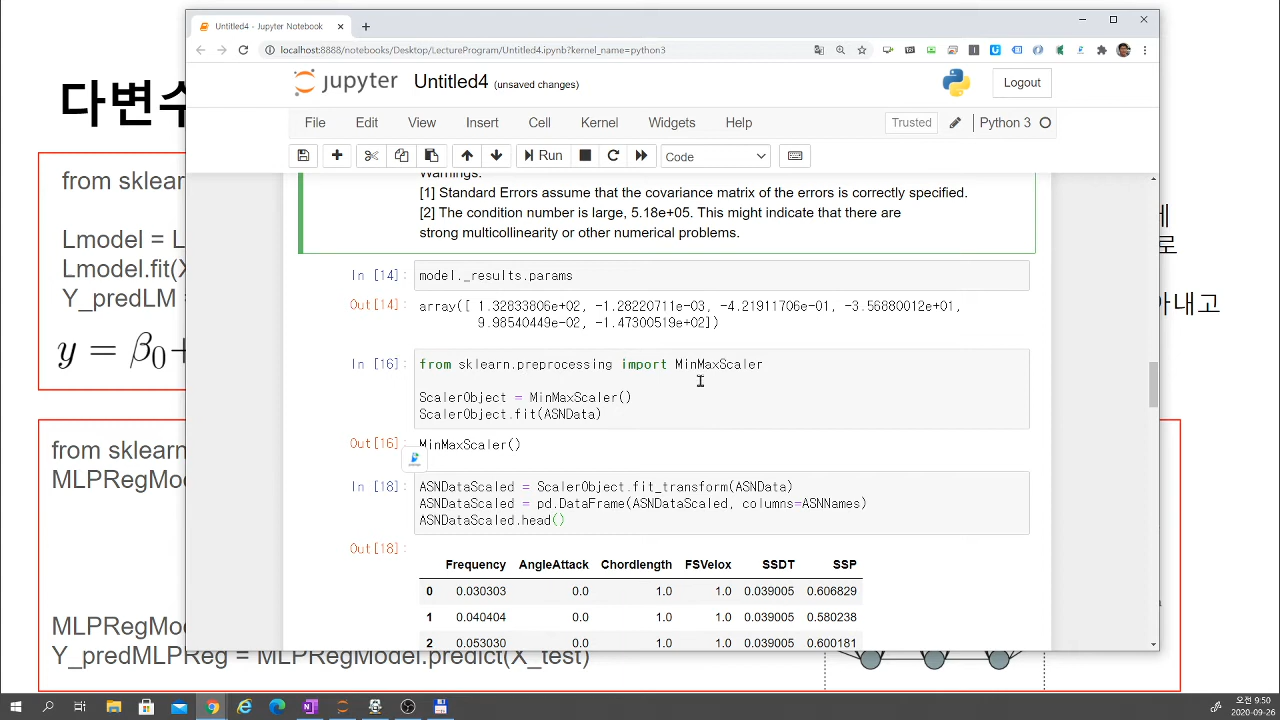 Untitled4 - Jupyter Notebook
localhost:8888/notebooks/Desktop/LectureProgram/Untitled4.ipynb?kernel_name=python3
jupyter Untitled4 (unsaved changes)
Logout
File Edit View Insert Cell Kernel Widgets Help
Trusted
Python 3
Run
Code
Warnings:
[1] Standard Errors assume that the covariance matrix of the errors is correctly specified.
[2] The condition number is large, 5.18e+05. This might indicate that there are
strong multicollinearity or other numerical problems.
In [14]: model._results.params
Out[14]: array([ 1.32833806e+02, -1.28220711e-03, -4.21911706e-01, -3.56880012e+01,
9.98540449e-02, -1.47300519e+02])
In [16]: from sklearn.preprocessing import MinMaxScaler
ScalerObject = MinMaxScaler()
ScalerObject.fit(ASNData)
Out[16]: MinMaxScaler()
In [18]: ASNDataScaled = ScalerObject.fit_transform(ASNData)
ASNDataScaled = pd.DataFrame(ASNDataScaled, columns=ASNNames)
ASNDataScaled.head()
Out[18]:
Frequency AngleAttack Chordlength FSVelox SSDT SSP
0 0.030303 0.0 1.0 1.0 0.039005 0.606829
1 0.040404 0.0 1.0 1.0 0.039005 0.580238
2 0.053030 0.0 1.0 1.0 0.039005 0.600181
다변수
from sklearn
Lmodel = L
Lmodel.fit(X
Y_predLM =
y = β0+
from sklearn
MLPRegMod
MLPRegMod
Y_predMLPReg = MLPRegModel.predict(X_test)
에
로
아내고
오전 9:50
2020-09-26